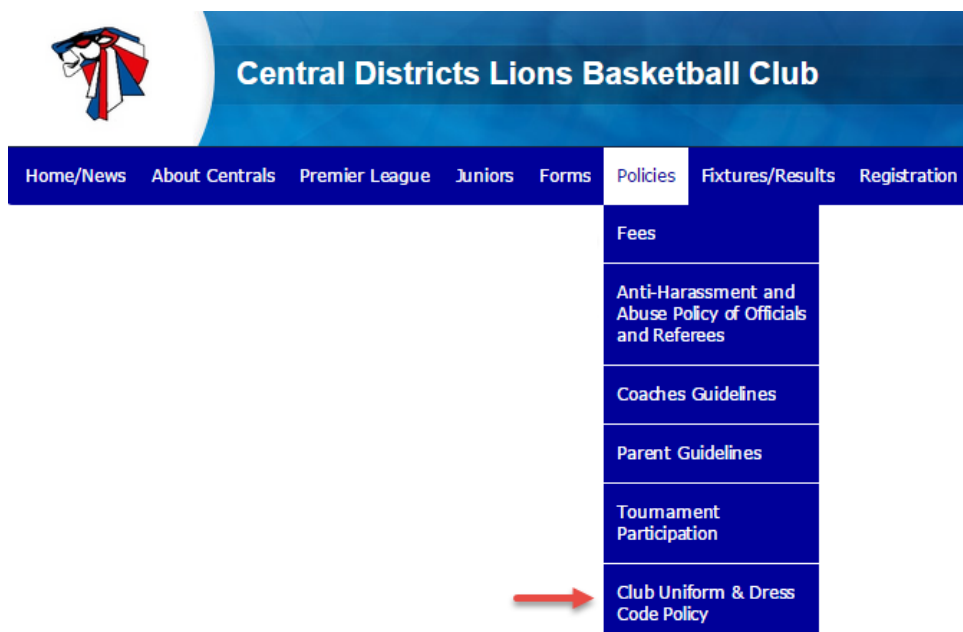 Central Districts Lions Basketball Club
Home/News About Centrals Premier League Juniors Forms Policies Fixtures/Results Registration
Fees
Anti-Harassment and
Abuse Policy of Officials
and Referees
Coaches Guidelines
Parent Guidelines
Tournament
Participation
Club Uniform & Dress
Code Policy